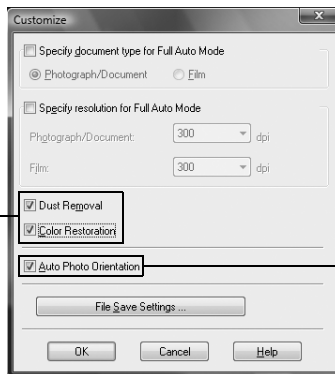 Customize
Specify document type for Full Auto Mode
Photograph/Document Film
Specify resolution for Full Auto Mode
Photograph/Document: 300 dpi
Film: 300 dpi
Dust Removal
Color Restoration
Auto Photo Orientation
File Save Settings ...
OK Cancel Help